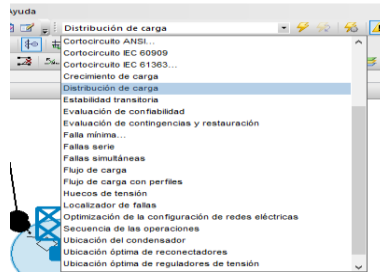 yuda
Distribución de carga
Cortocircuito ANSI...
Cortocircuito IEC 60909
Cortocircuito IEC 61363...
Crecimiento de carga
Distribución de carga
Estabilidad transitoria
Evaluación de confiabilidad
Evaluación de contingencias y restauración
Falla mínima...
Fallas serie
Fallas simultáneas
Flujo de carga
Flujo de carga con perfiles
Huecos de tensión
Localizador de fallas
Optimización de la configuración de redes eléctricas
Secuencia de las operaciones
Ubicación del condensador
Ubicación óptima de reconectadores
Ubicación óptima de reguladores de tensión